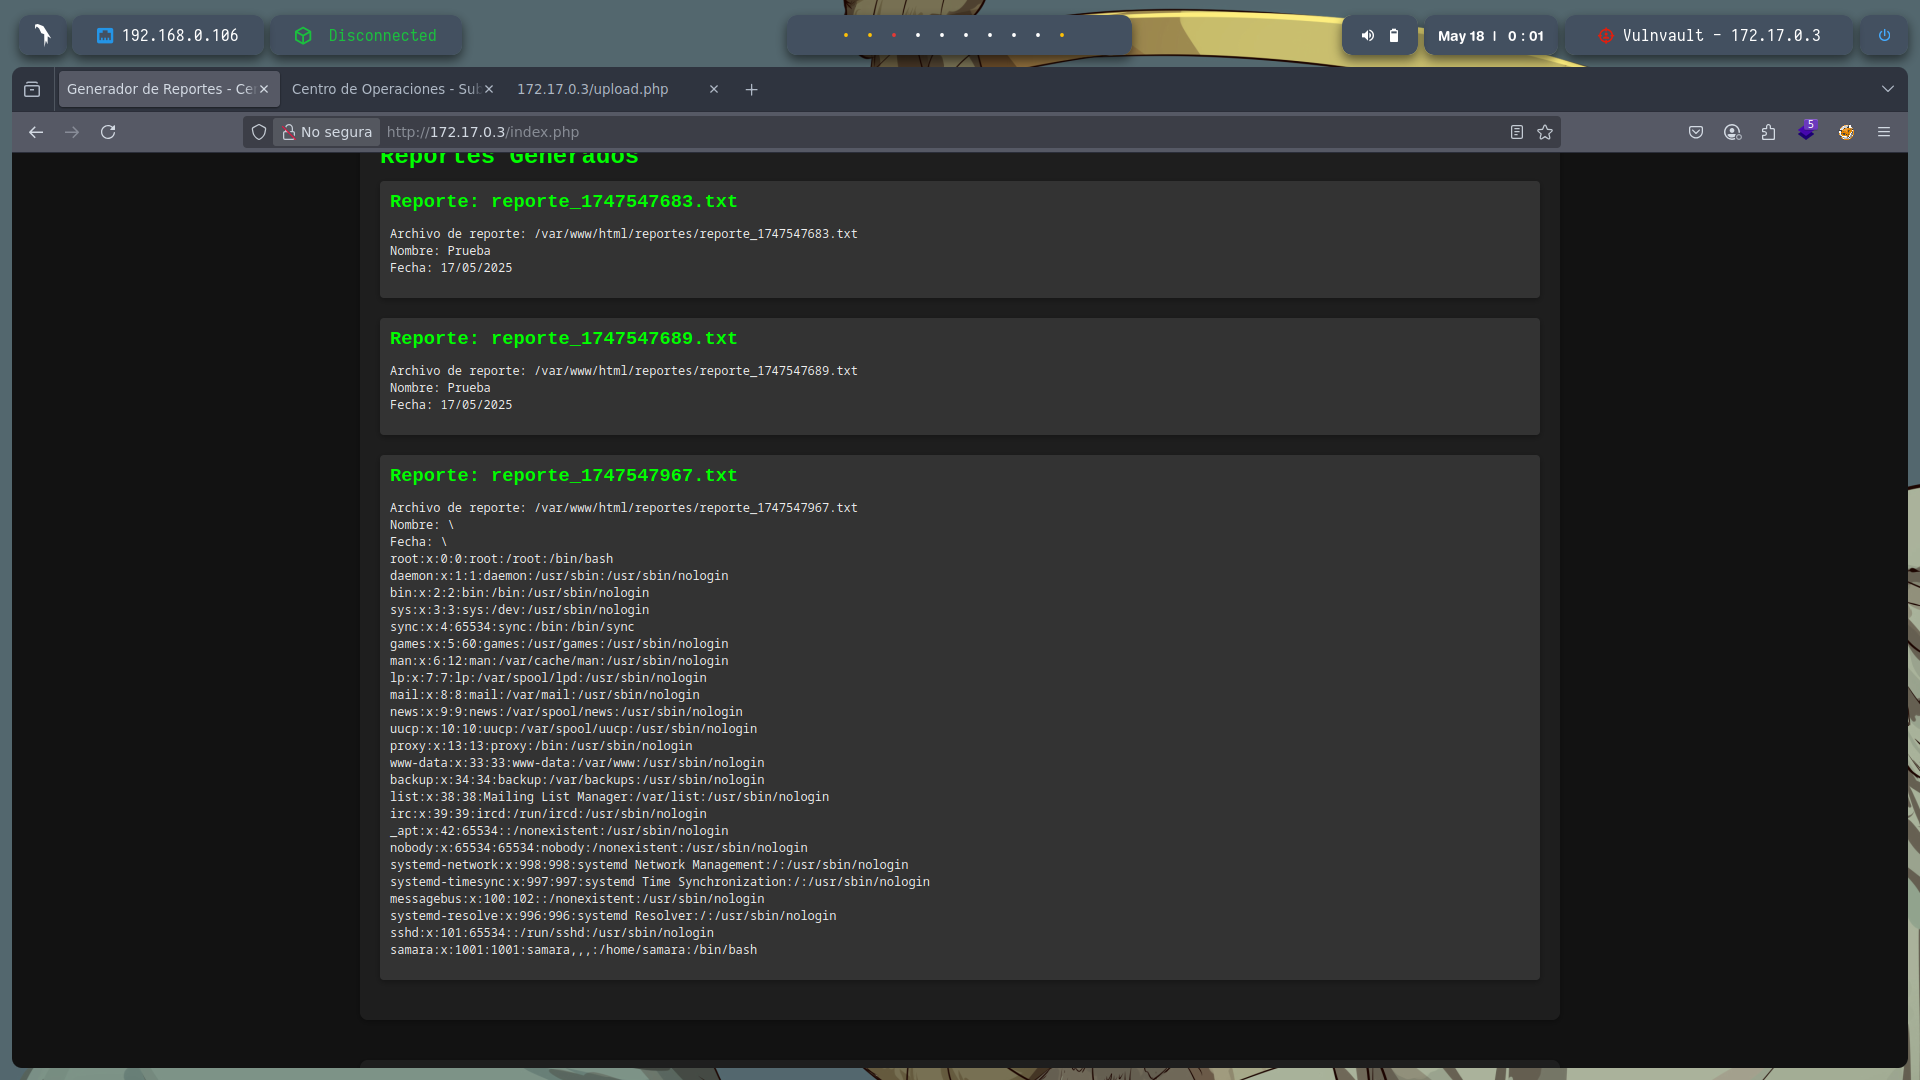 192.168.0.106
Disconnected
May 18 | 0 : 01
Vulnvault - 172.17.0.3
Generador de Reportes - Ce
Centro de Operaciones - Sub
172.17.0.3/upload.php
No segura
http://172.17.0.3/index.php
5
Reportes Generados
Reporte: reporte_1747547683.txt
Archivo de reporte: /var/www/html/reportes/reporte_1747547683.txt
Nombre: Prueba
Fecha: 17/05/2025
Reporte: reporte_1747547689.txt
Archivo de reporte: /var/www/html/reportes/reporte_1747547689.txt
Nombre: Prueba
Fecha: 17/05/2025
Reporte: reporte_1747547967.txt
Archivo de reporte: /var/www/html/reportes/reporte_1747547967.txt
Nombre: \
Fecha: \
root:x:0:0:root:/root:/bin/bash
daemon:x:1:1:daemon:/usr/sbin:/usr/sbin/nologin
bin:x:2:2:bin:/bin:/usr/sbin/nologin
sys:x:3:3:sys:/dev:/usr/sbin/nologin
sync:x:4:65534:sync:/bin:/bin/sync
games:x:5:60:games:/usr/games:/usr/sbin/nologin
man:x:6:12:man:/var/cache/man:/usr/sbin/nologin
lp:x:7:7:lp:/var/spool/lpd:/usr/sbin/nologin
mail:x:8:8:mail:/var/mail:/usr/sbin/nologin
news:x:9:9:news:/var/spool/news:/usr/sbin/nologin
uucp:x:10:10:uucp:/var/spool/uucp:/usr/sbin/nologin
proxy:x:13:13:proxy:/bin:/usr/sbin/nologin
www-data:x:33:33:www-data:/var/www:/usr/sbin/nologin
backup:x:34:34:backup:/var/backups:/usr/sbin/nologin
list:x:38:38:Mailing List Manager:/var/list:/usr/sbin/nologin
irc:x:39:39:ircd:/run/ircd:/usr/sbin/nologin
_apt:x:42:65534::/nonexistent:/usr/sbin/nologin
nobody:x:65534:65534:nobody:/nonexistent:/usr/sbin/nologin
systemd-network:x:998:998:systemd Network Management:/:/usr/sbin/nologin
systemd-timesync:x:997:997:systemd Time Synchronization:/:/usr/sbin/nologin
messagebus:x:100:102::/nonexistent:/usr/sbin/nologin
systemd-resolve:x:996:996:systemd Resolver:/:/usr/sbin/nologin
sshd:x:101:65534::/run/sshd:/usr/sbin/nologin
samara:x:1001:1001:samara,,,:/home/samara:/bin/bash